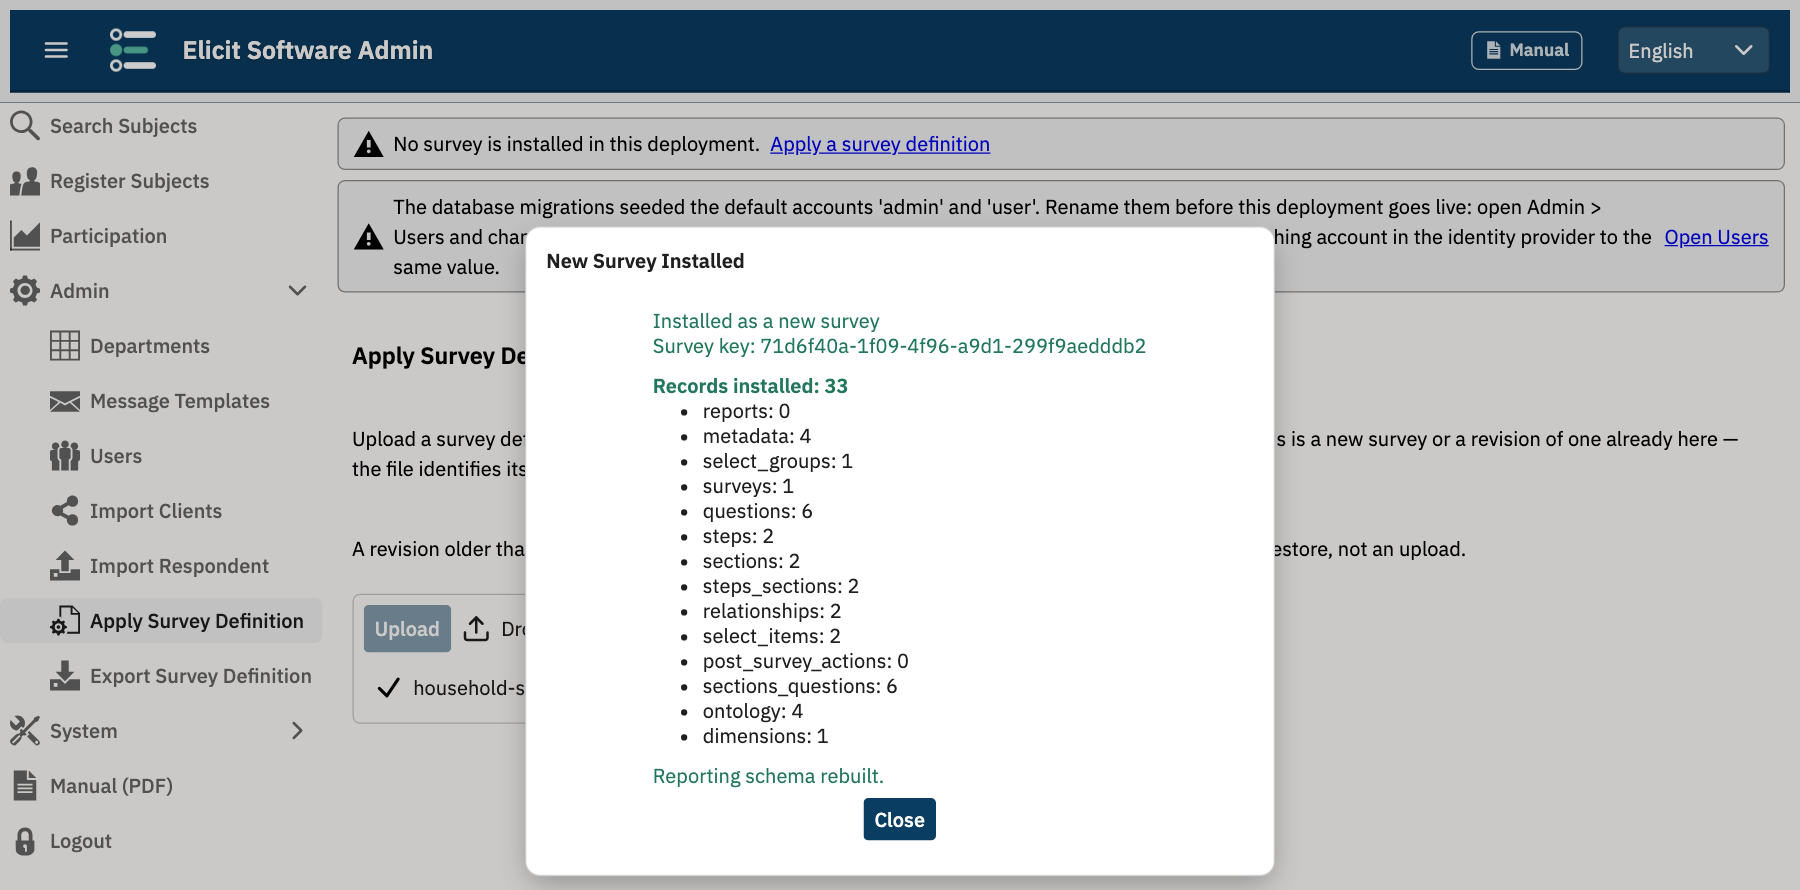 Elicit Software Admin
Manual
English
Search Subjects
Register Subjects
Participation
Admin
Departments
Message Templates
Users
Import Clients
Import Respondent
Apply Survey Definition
Export Survey Definition
System
Manual (PDF)
Logout
No survey is installed in this deployment. Apply a survey definition
The database migrations seeded the default accounts 'admin' and 'user'. Rename them before this deployment goes live: open Admin >
Users and hing account in the identity provider to the Open Users
same value.
Apply Survey
Upload a survey s is a new survey or a revision of one already here —
the file identifies its
A revision older not an upload.
Upload
household-s
New Survey Installed
Installed as a new survey
Survey key: 71d6f40a-1f09-4f96-a9d1-299f9aedddb2
Records installed: 33
• reports: 0
• metadata: 4
• select_groups: 1
• surveys: 1
• questions: 6
• steps: 2
• sections: 2
• steps_sections: 2
• relationships: 2
• select_items: 2
• post_survey_actions: 0
• sections_questions: 6
• ontology: 4
• dimensions: 1
Reporting schema rebuilt.
Close